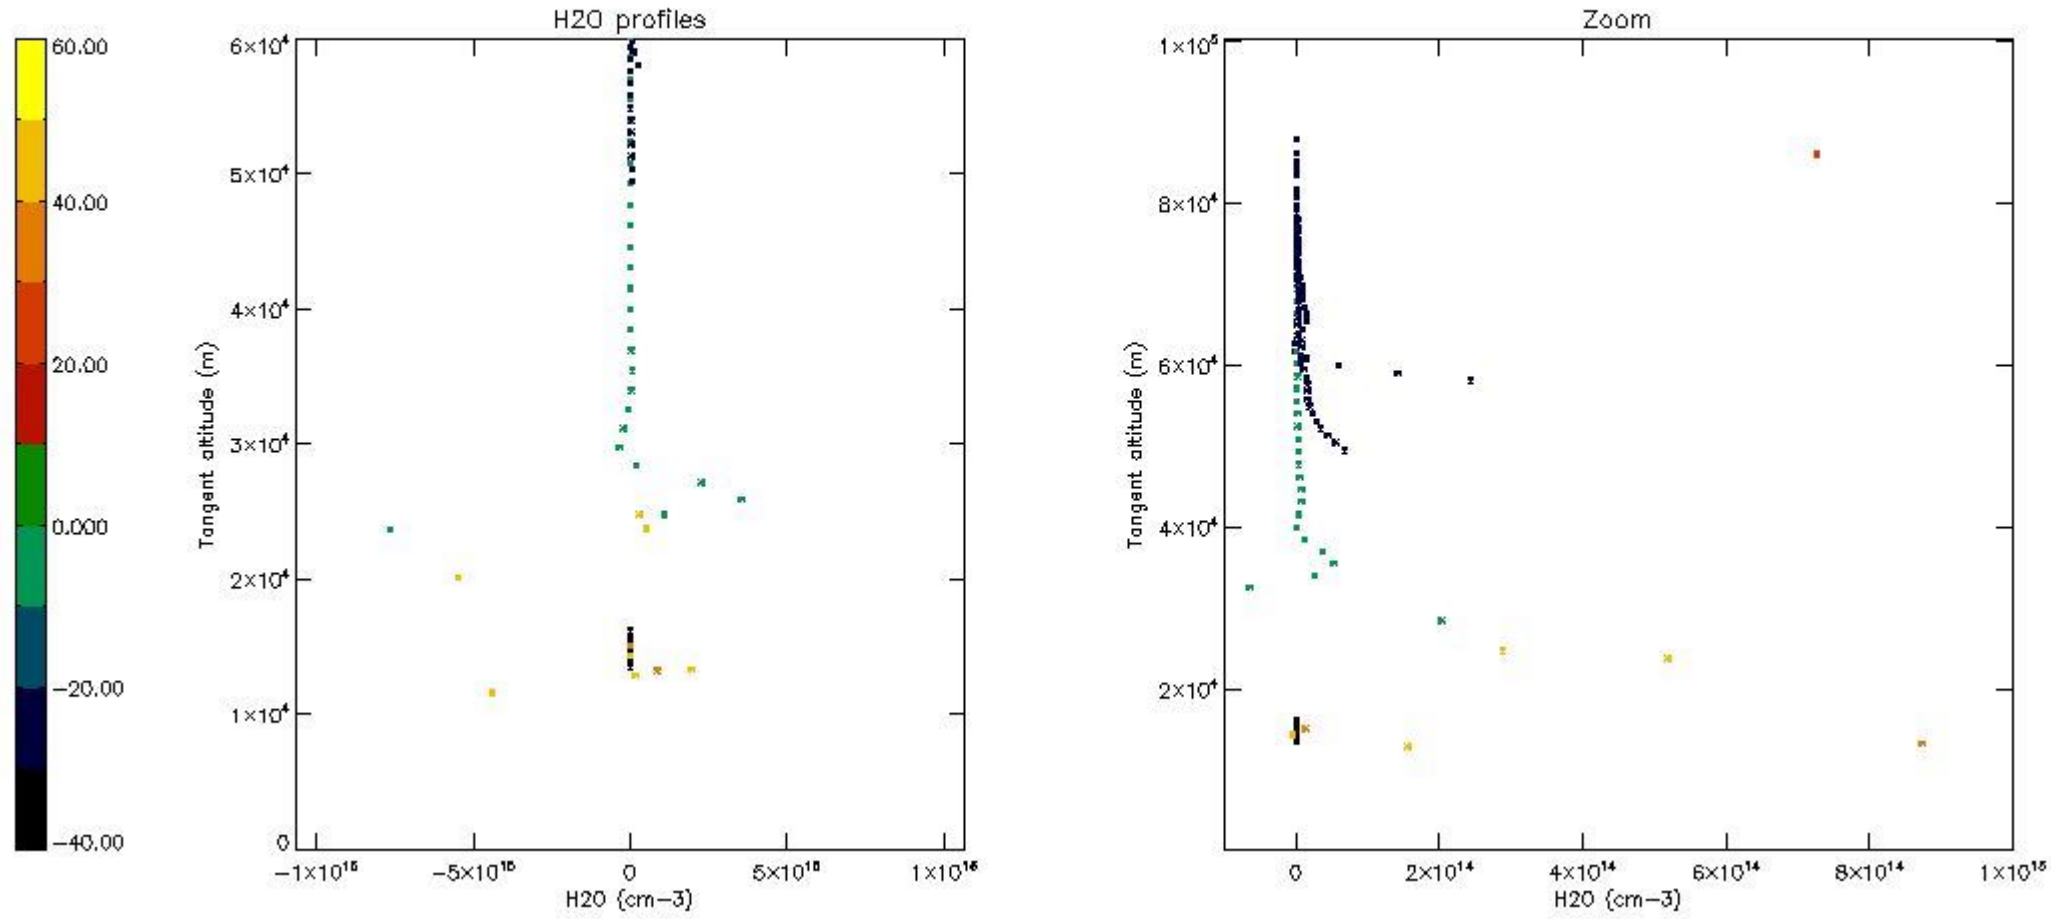 H2O profiles
60.00
40.00
20.00
0.000
−20.00
−40.00
Tangent altitude (m)
6×10⁴
5×10⁴
4×10⁴
3×10⁴
2×10⁴
1×10⁴
0
−1×10¹⁶ −5×10¹⁵ 0 5×10¹⁵ 1×10¹⁶
H2O {cm−3}
Zoom
Tangent altitude (m)
1×10⁵
8×10⁴
6×10⁴
4×10⁴
2×10⁴
0 2×10¹⁴ 4×10¹⁴ 6×10¹⁴ 8×10¹⁴ 1×10¹⁵
H2O {cm−3}